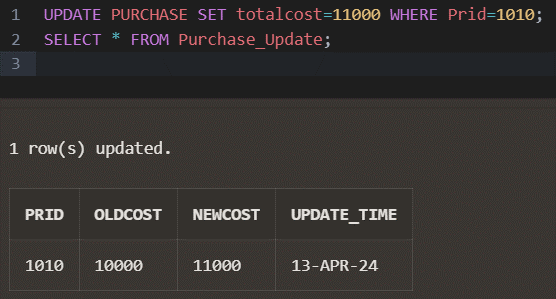 1 UPDATE PURCHASE SET totalcost=11000 WHERE Prid=1010;
2 SELECT * FROM Purchase_Update;
3
1 row(s) updated.
PRID OLDCOST NEWCOST UPDATE_TIME
1010 10000 11000 13-APR-24